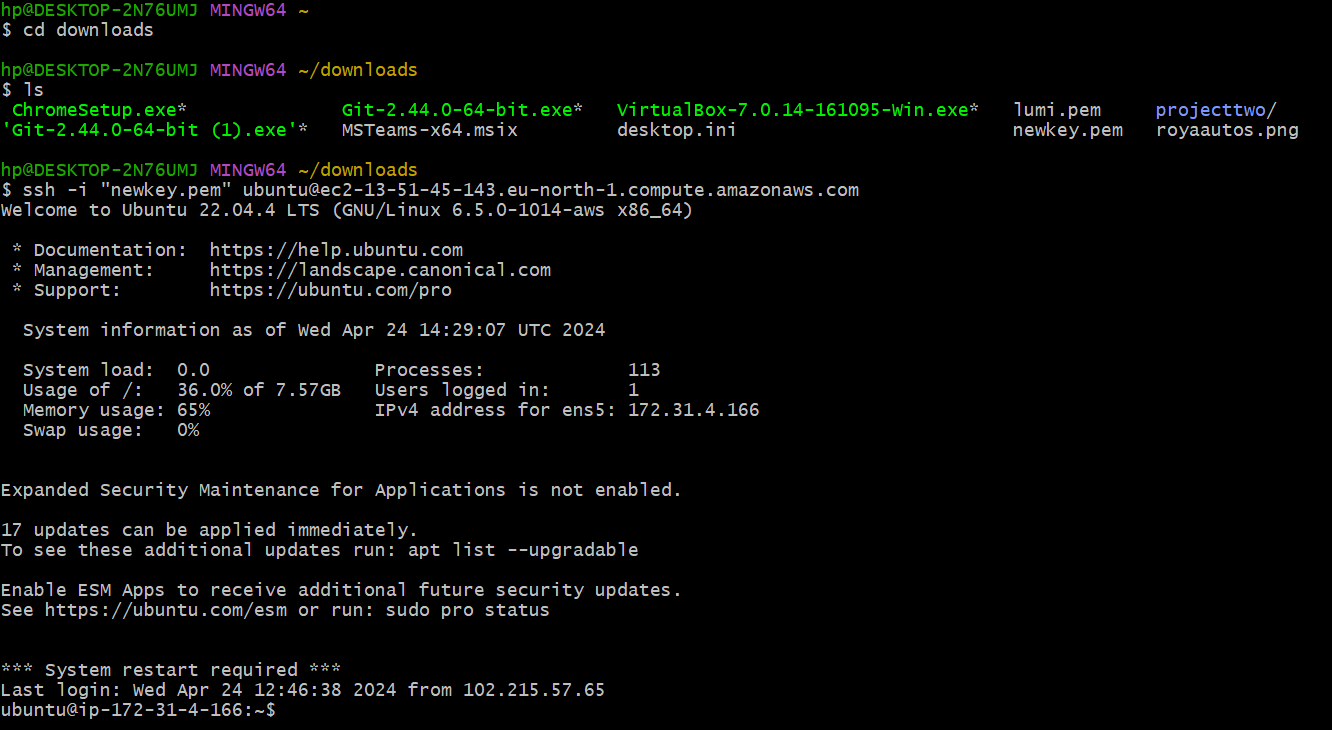 hp@DESKTOP-2N76UMJ MINGW64 ~
$ cd downloads
hp@DESKTOP-2N76UMJ MINGW64 ~/downloads
$ ls
ChromeSetup.exe* Git-2.44.0-64-bit.exe* VirtualBox-7.0.14-161095-Win.exe* lumi.pem projecttwo/
'Git-2.44.0-64-bit (1).exe'* MSTeams-x64.msix desktop.ini newkey.pem royaautos.png
hp@DESKTOP-2N76UMJ MINGW64 ~/downloads
$ ssh -i "newkey.pem" ubuntu@ec2-13-51-45-143.eu-north-1.compute.amazonaws.com
Welcome to Ubuntu 22.04.4 LTS (GNU/Linux 6.5.0-1014-aws x86_64)
* Documentation: https://help.ubuntu.com
* Management: https://landscape.canonical.com
* Support: https://ubuntu.com/pro
System information as of Wed Apr 24 14:29:07 UTC 2024
System load: 0.0 Processes: 113
Usage of /: 36.0% of 7.57GB Users logged in: 1
Memory usage: 65% IPv4 address for ens5: 172.31.4.166
Swap usage: 0%
Expanded Security Maintenance for Applications is not enabled.
17 updates can be applied immediately.
To see these additional updates run: apt list --upgradable
Enable ESM Apps to receive additional future security updates.
See https://ubuntu.com/esm or run: sudo pro status
*** System restart required ***
Last login: Wed Apr 24 12:46:38 2024 from 102.215.57.65
ubuntu@ip-172-31-4-166:~$